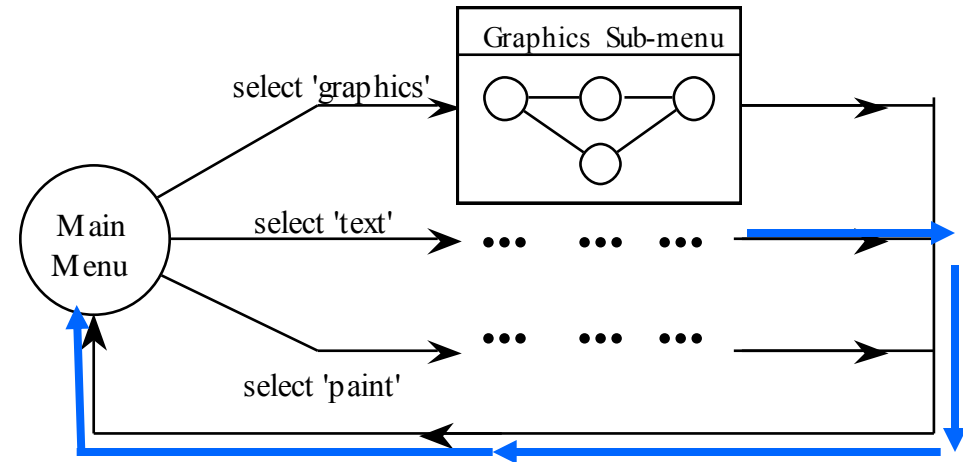 Graphics Sub-menu
select 'graphics'
Main
Menu
select 'text'
select 'paint'